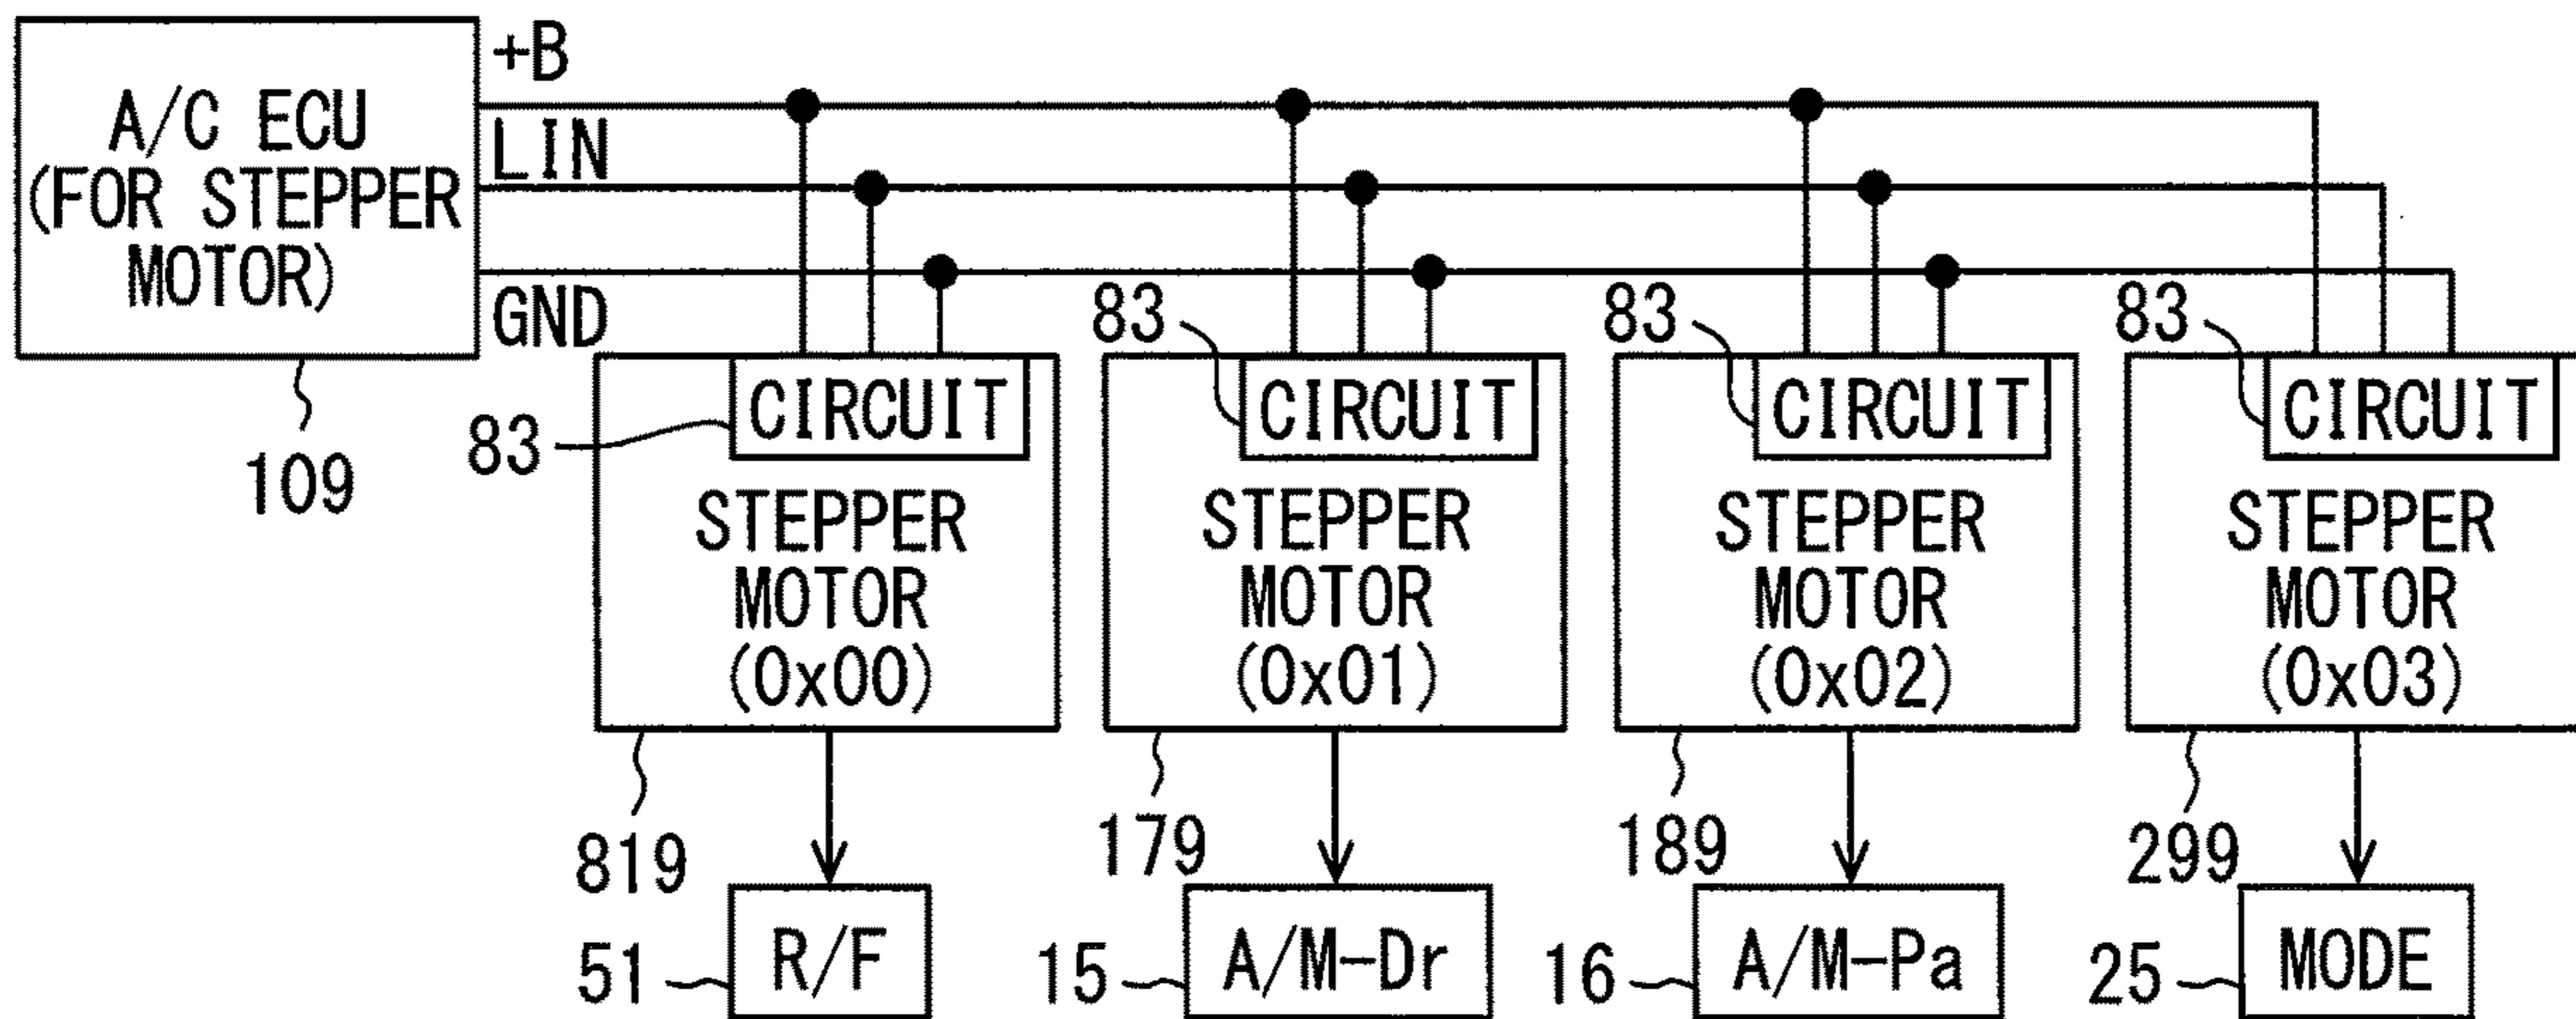 A/C ECU
(FOR STEPPER
MOTOR)
109
+B
LIN
GND
83
CIRCUIT
STEPPER
MOTOR
(0x00)
819
83
CIRCUIT
STEPPER
MOTOR
(0x01)
179
83
CIRCUIT
STEPPER
MOTOR
(0x02)
189
83
CIRCUIT
STEPPER
MOTOR
(0x03)
299
51
R/F
15
A/M-Dr
16
A/M-Pa
25
MODE